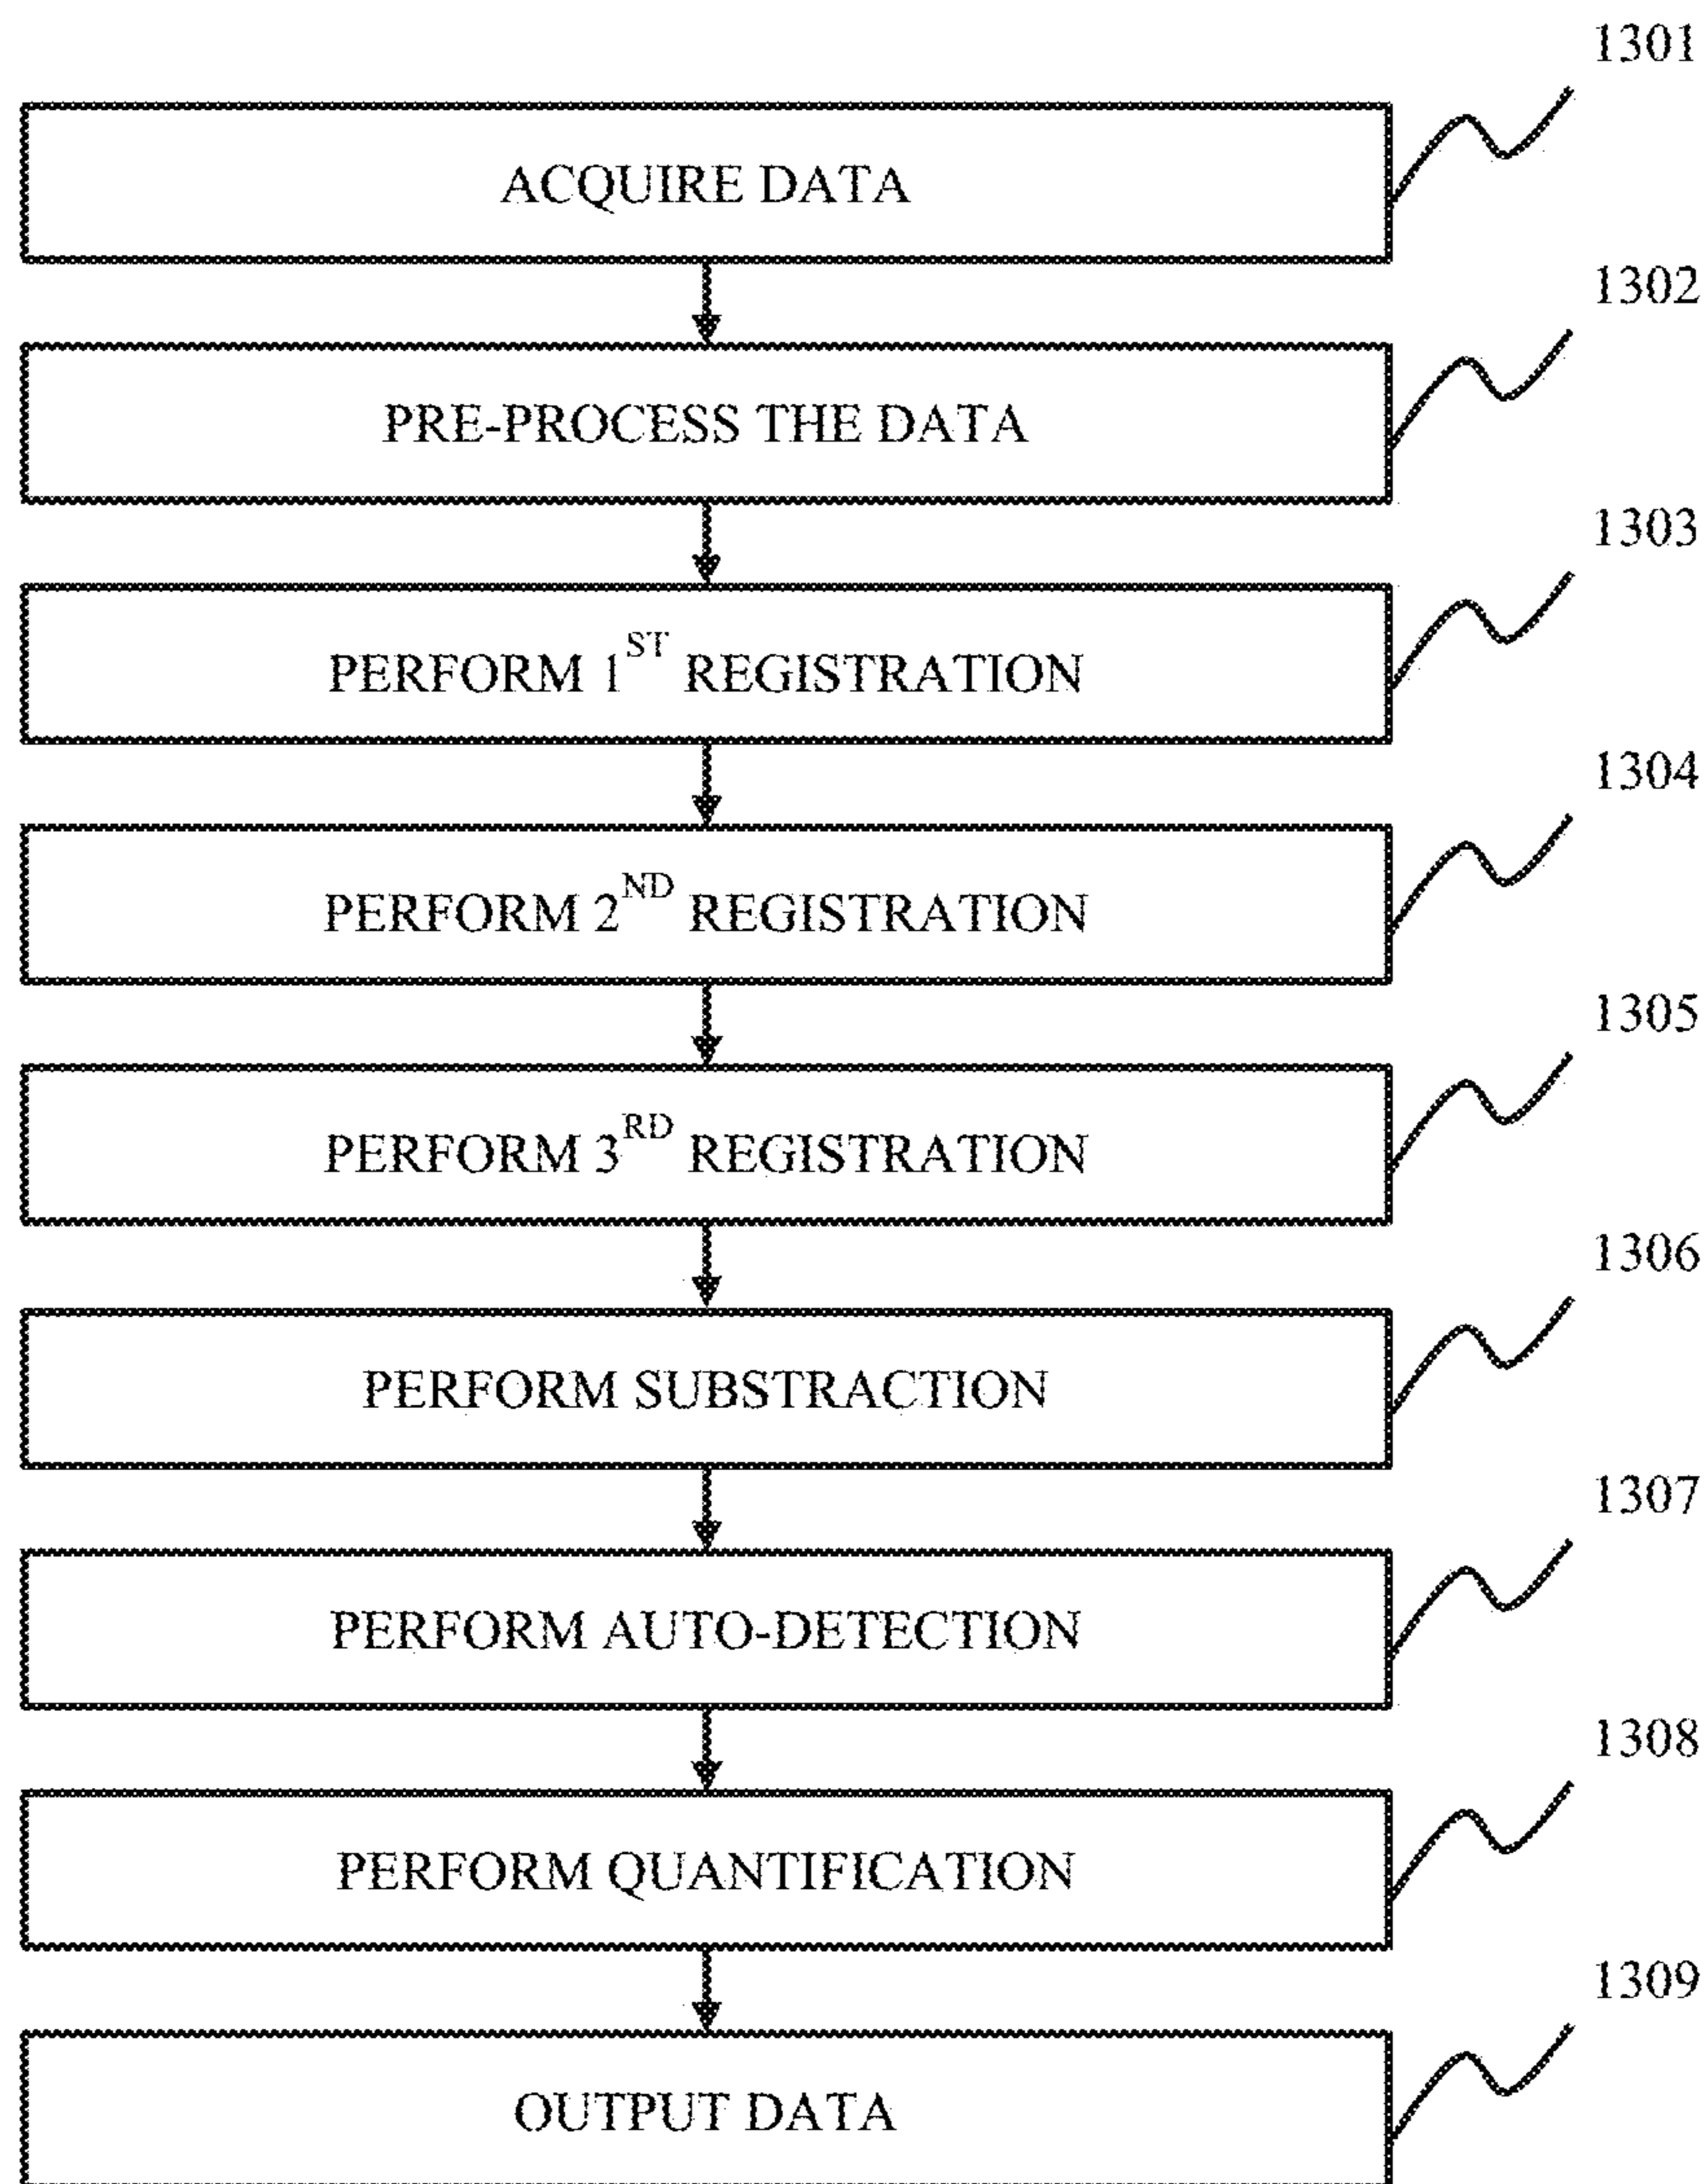 1301
ACQUIRE DATA
1302
PRE-PROCESS THE DATA
1303
PERFORM 1ST REGISTRATION
1304
PERFORM 2ND REGISTRATION
1305
PERFORM 3RD REGISTRATION
1306
PERFORM SUBSTRACTION
1307
PERFORM AUTO-DETECTION
1308
PERFORM QUANTIFICATION
1309
OUTPUT DATA